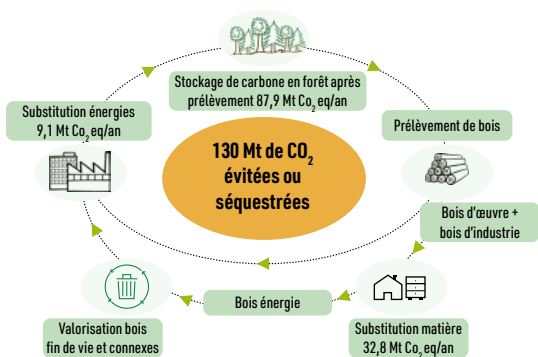 Stockage de carbone en forêt après
prélèvement 87,9 Mt Co₂ eq/an
Substitution énergies
9,1 Mt Co₂ eq/an
Prélèvement de bois
130 Mt de CO₂
évitées ou
séquestrées
Bois d'œuvre +
bois d'industrie
Bois énergie
Valorisation bois
fin de vie et connexes
Substitution matière
32,8 Mt Co₂ eq/an